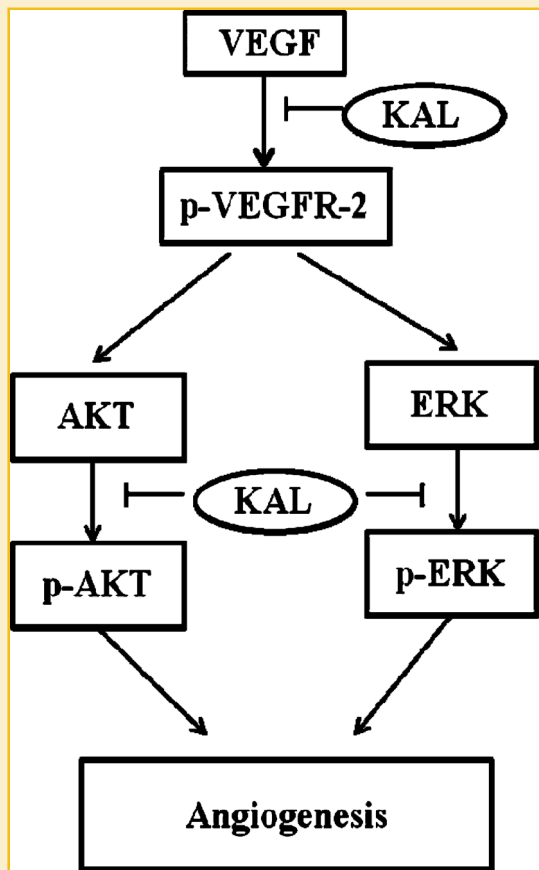 VEGF
KAL
p-VEGFR-2
AKT
ERK
KAL
p-AKT
p-ERK
Angiogenesis